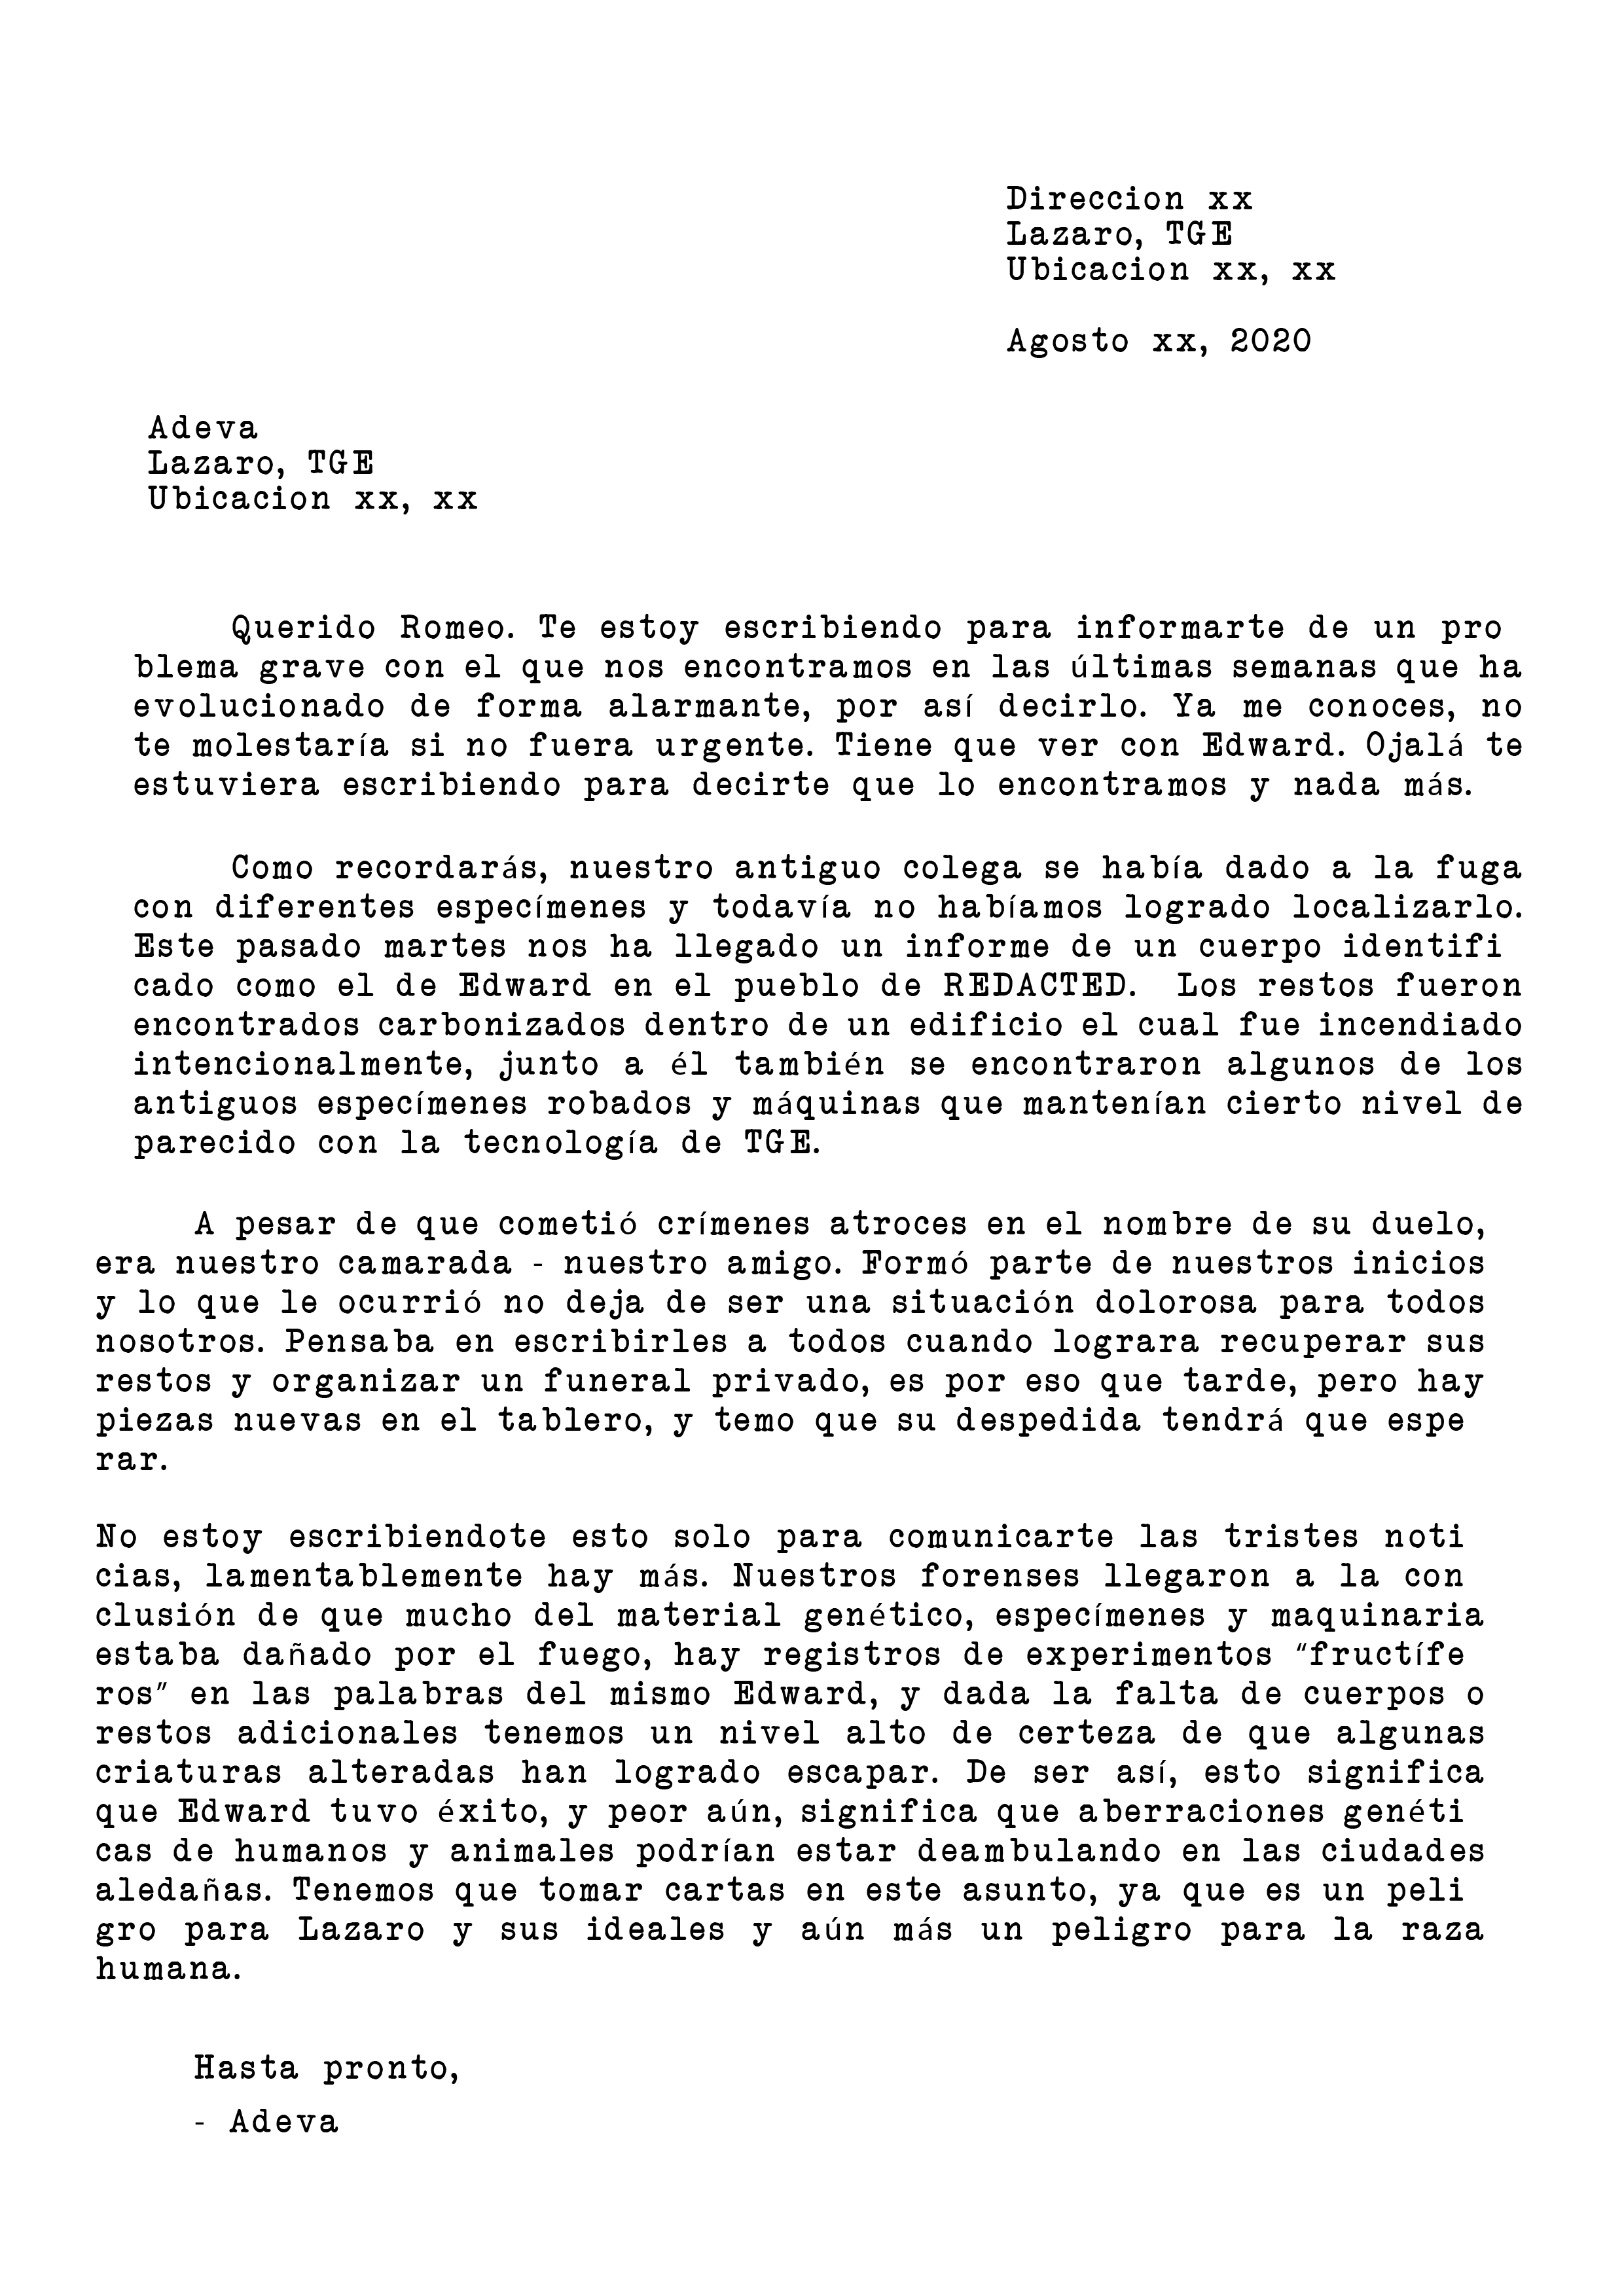 Direccion xx
Lazaro, TGE
Ubicacion xx, xx
Agosto xx, 2020
Adeva
Lazaro, TGE
Ubicacion xx, xx
Querido Romeo. Te estoy escribiendo para informarte de un pro
blema grave con el que nos encontramos en las últimas semanas que ha
evolucionado de forma alarmante, por así decirlo. Ya me conoces, no
te molestaría si no fuera urgente. Tiene que ver con Edward. Ojalá te
estuviera escribiendo para decirte que lo encontramos y nada más.
Como recordarás, nuestro antiguo colega se había dado a la fuga
con diferentes especímenes y todavía no habíamos logrado localizarlo.
Este pasado martes nos ha llegado un informe de un cuerpo identifi
cado como el de Edward en el pueblo de REDACTED. Los restos fueron
encontrados carbonizados dentro de un edificio el cual fue incendiado
intencionalmente, junto a él también se encontraron algunos de los
antiguos especímenes robados y máquinas que mantenían cierto nivel de
parecido con la tecnología de TGE.
A pesar de que cometió crímenes atroces en el nombre de su duelo,
era nuestro camarada - nuestro amigo. Formó parte de nuestros inicios
y lo que le ocurrió no deja de ser una situación dolorosa para todos
nosotros. Pensaba en escribirles a todos cuando lograra recuperar sus
restos y organizar un funeral privado, es por eso que tarde, pero hay
piezas nuevas en el tablero, y temo que su despedida tendrá que espe
rar.
No estoy escribiendote esto solo para comunicarte las tristes noti
cias, lamentablemente hay más. Nuestros forenses llegaron a la con
clusión de que mucho del material genético, especímenes y maquinaria
estaba dañado por el fuego, hay registros de experimentos "fructífe
ros" en las palabras del mismo Edward, y dada la falta de cuerpos o
restos adicionales tenemos un nivel alto de certeza de que algunas
criaturas alteradas han logrado escapar. De ser así, esto significa
que Edward tuvo éxito, y peor aún, significa que aberraciones genéti
cas de humanos y animales podrían estar deambulando en las ciudades
aledañas. Tenemos que tomar cartas en este asunto, ya que es un peli
gro para Lazaro y sus ideales y aún más un peligro para la raza
humana.
Hasta pronto,
- Adeva